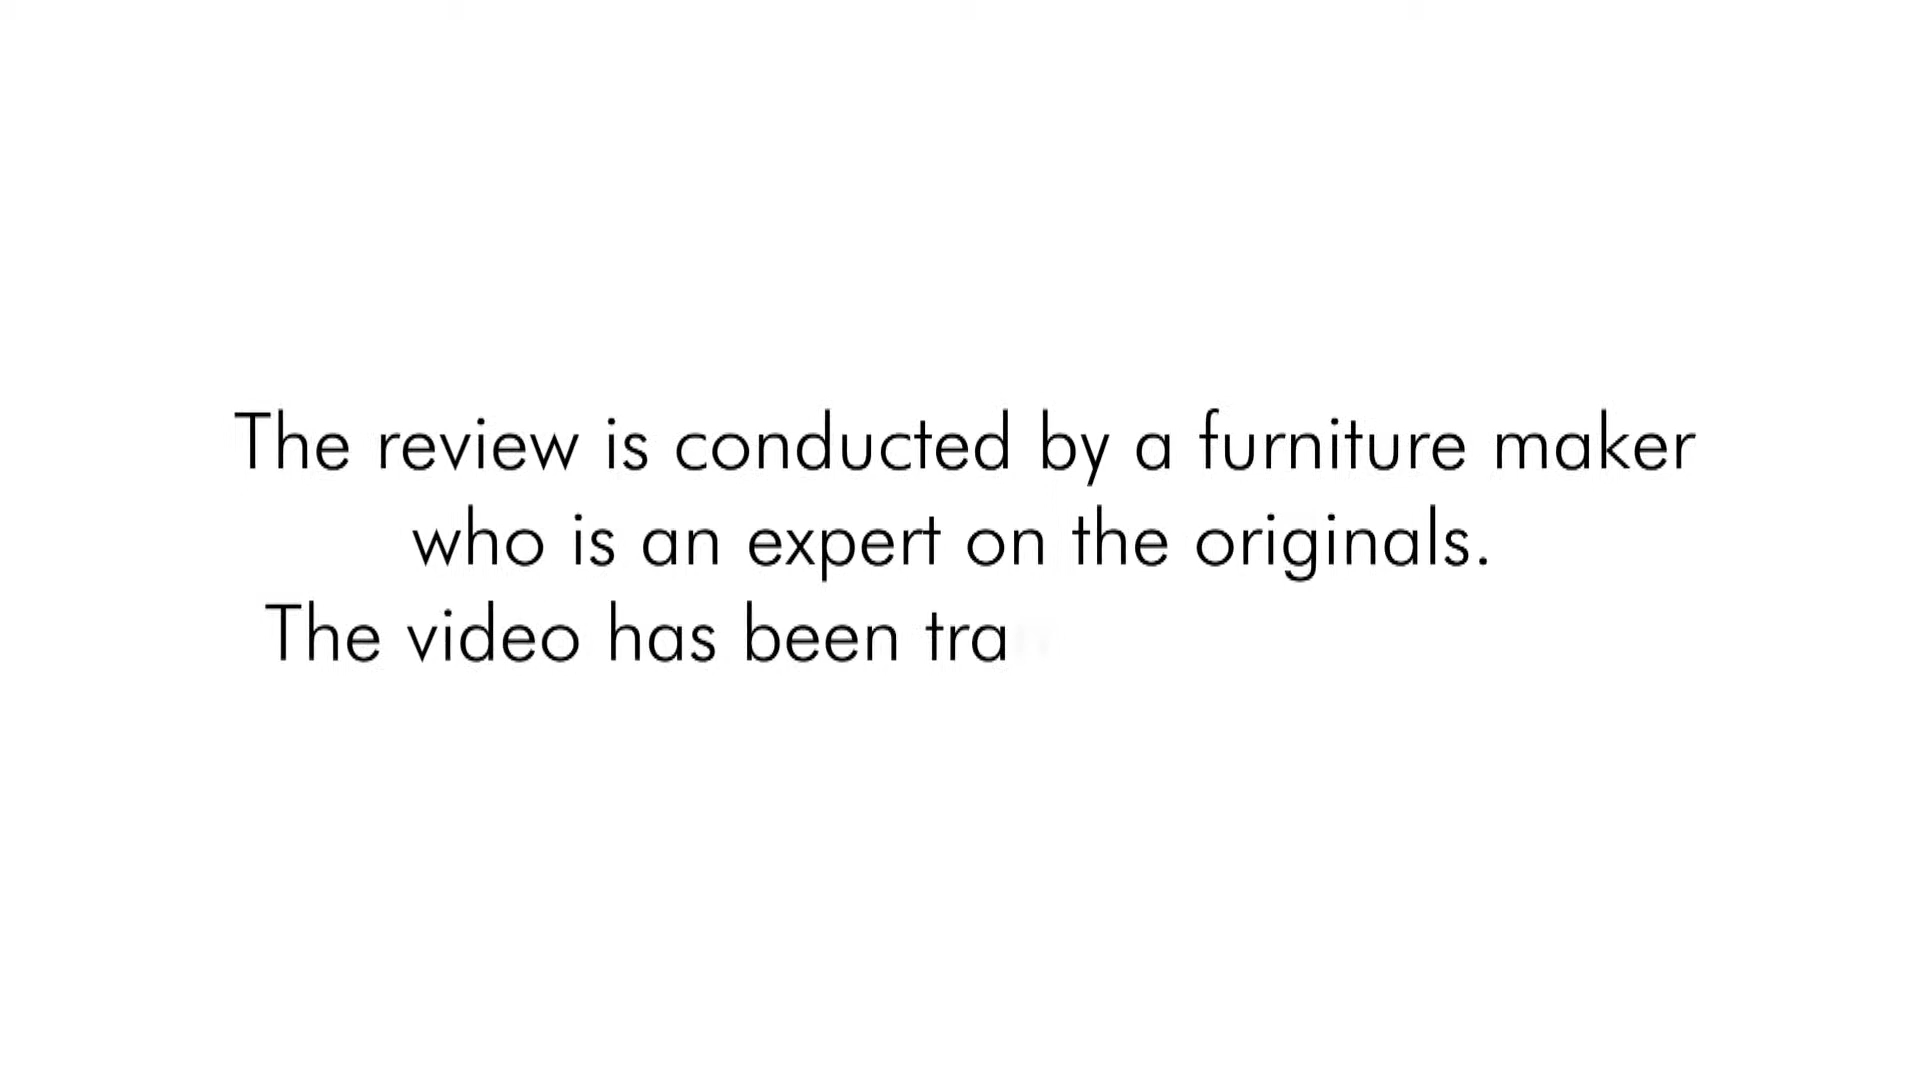 The review is conducted by a furniture maker
who is an expert on the originals.
The video has been tra